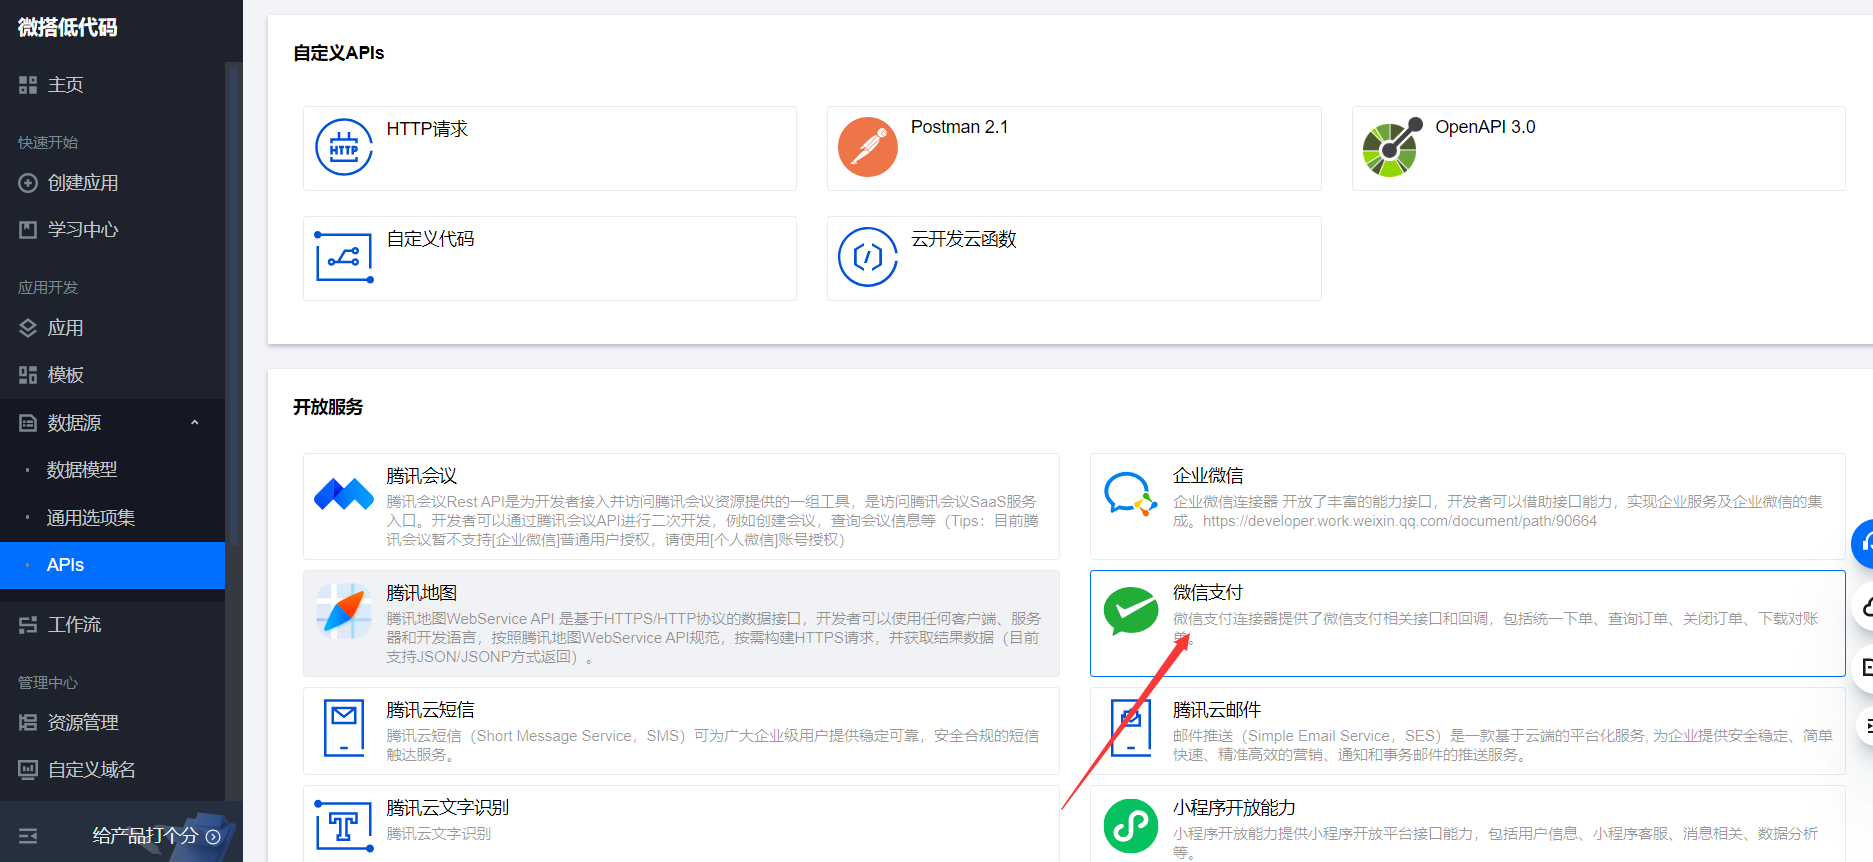 微搭低代码
主页
快速开始
创建应用
学习中心
应用开发
应用
模板
数据源
数据模型
通用选项集
APIs
工作流
管理中心
资源管理
自定义域名
给产品打个分
自定义APIs
HTTP
HTTP请求
Postman 2.1
OpenAPI 3.0
自定义代码
云开发云函数
开放服务
腾讯会议
腾讯会议Rest API是为开发者接入并访问腾讯会议资源提供的一组工具，是访问腾讯会议SaaS服务
入口。开发者可以通过腾讯会议API进行二次开发，例如创建会议，查询会议信息等（Tips：目前腾
讯会议暂不支持[企业微信]普通用户授权，请使用[个人微信]账号授权）
企业微信
企业微信连接器 开放了丰富的能力接口，开发者可以借助接口能力，实现企业服务及企业微信的集
成。https://developer.work.weixin.qq.com/document/path/90664
腾讯地图
腾讯地图WebService API 是基于HTTPS/HTTP协议的数据接口，开发者可以使用任何客户端、服务
器和开发语言，按照腾讯地图WebService API规范，按需构建HTTPS请求，并获取结果数据（目前
支持JSON/JSONP方式返回）。
微信支付
微信支付连接器提供了微信支付相关接口和回调，包括统一下单、查询订单、关闭订单、下载对账
单。
腾讯云短信
腾讯云短信（Short Message Service，SMS）可为广大企业级用户提供稳定可靠，安全合规的短信
触达服务。
腾讯云邮件
邮件推送（Simple Email Service，SES）是一款基于云端的平台化服务, 为企业提供安全稳定、简单
快速、精准高效的营销、通知和事务邮件的推送服务。
腾讯云文字识别
腾讯云文字识别
小程序开放能力
小程序开放能力提供小程序开放平台接口能力，包括用户信息、小程序客服、消息相关、数据分析
等。